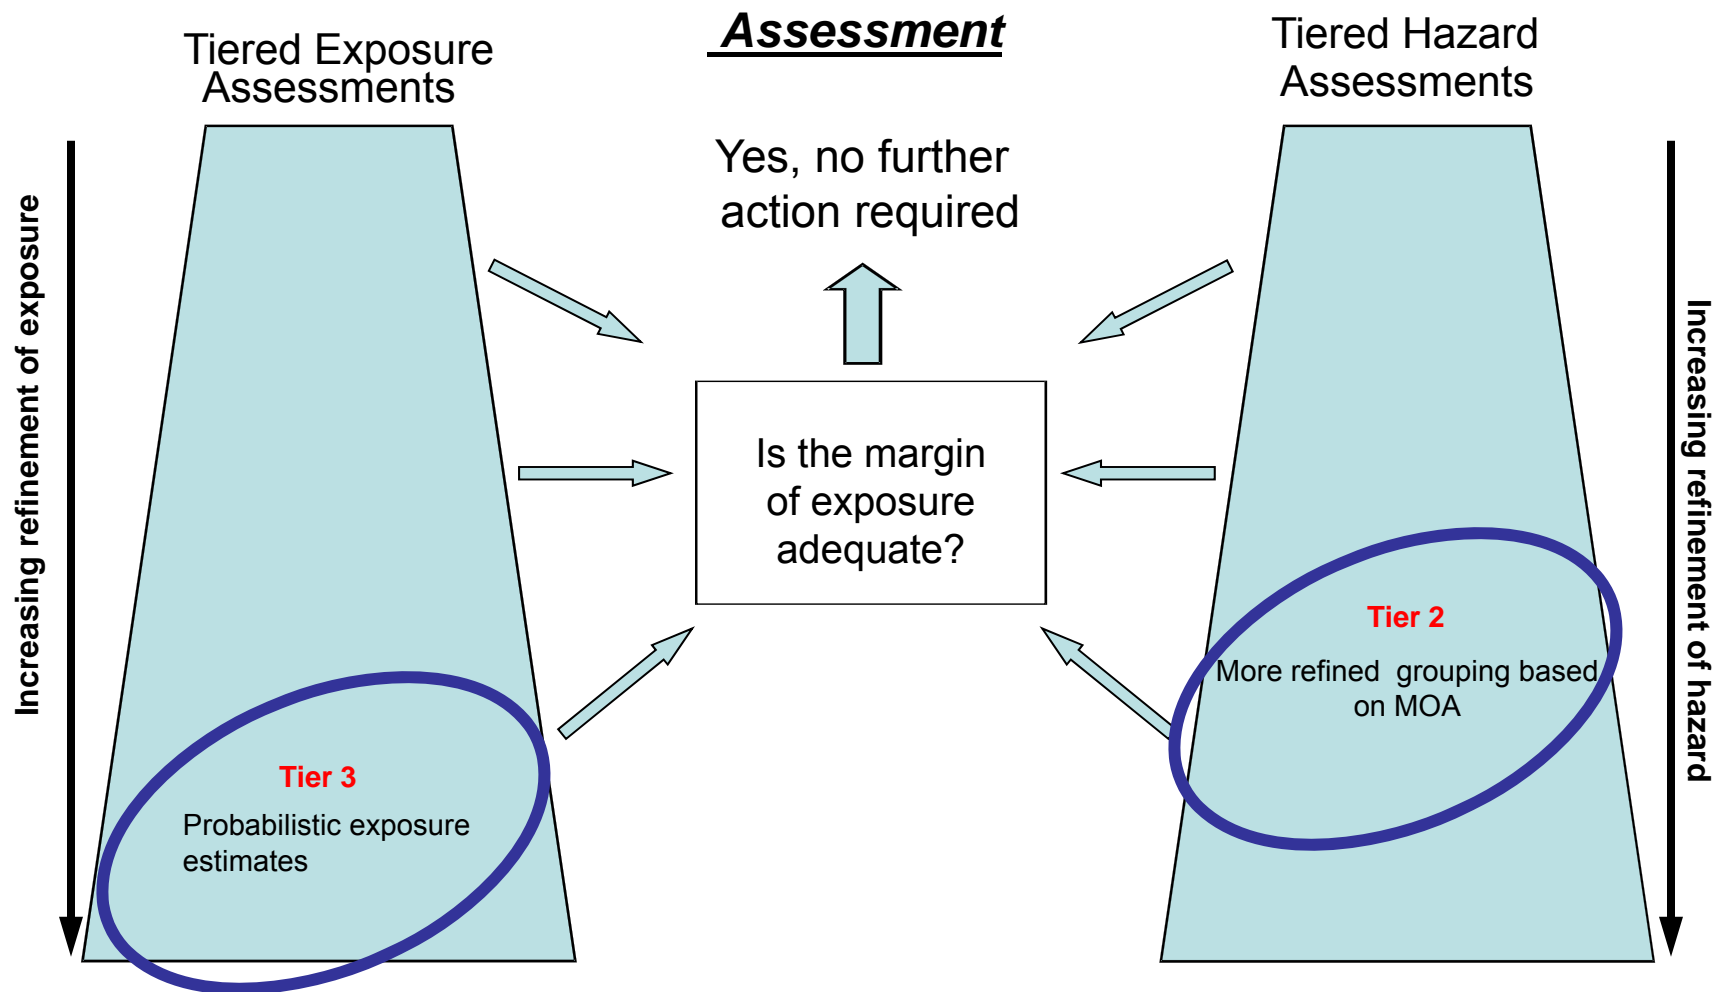 Assessment
Tiered Exposure
Assessments
Tiered Hazard
Assessments
Yes, no further
action required
Increasing refinement of exposure
Is the margin
of exposure
adequate?
Increasing refinement of hazard
Tier 2
More refined grouping based
on MOA
Tier 3
Probabilistic exposure
estimates